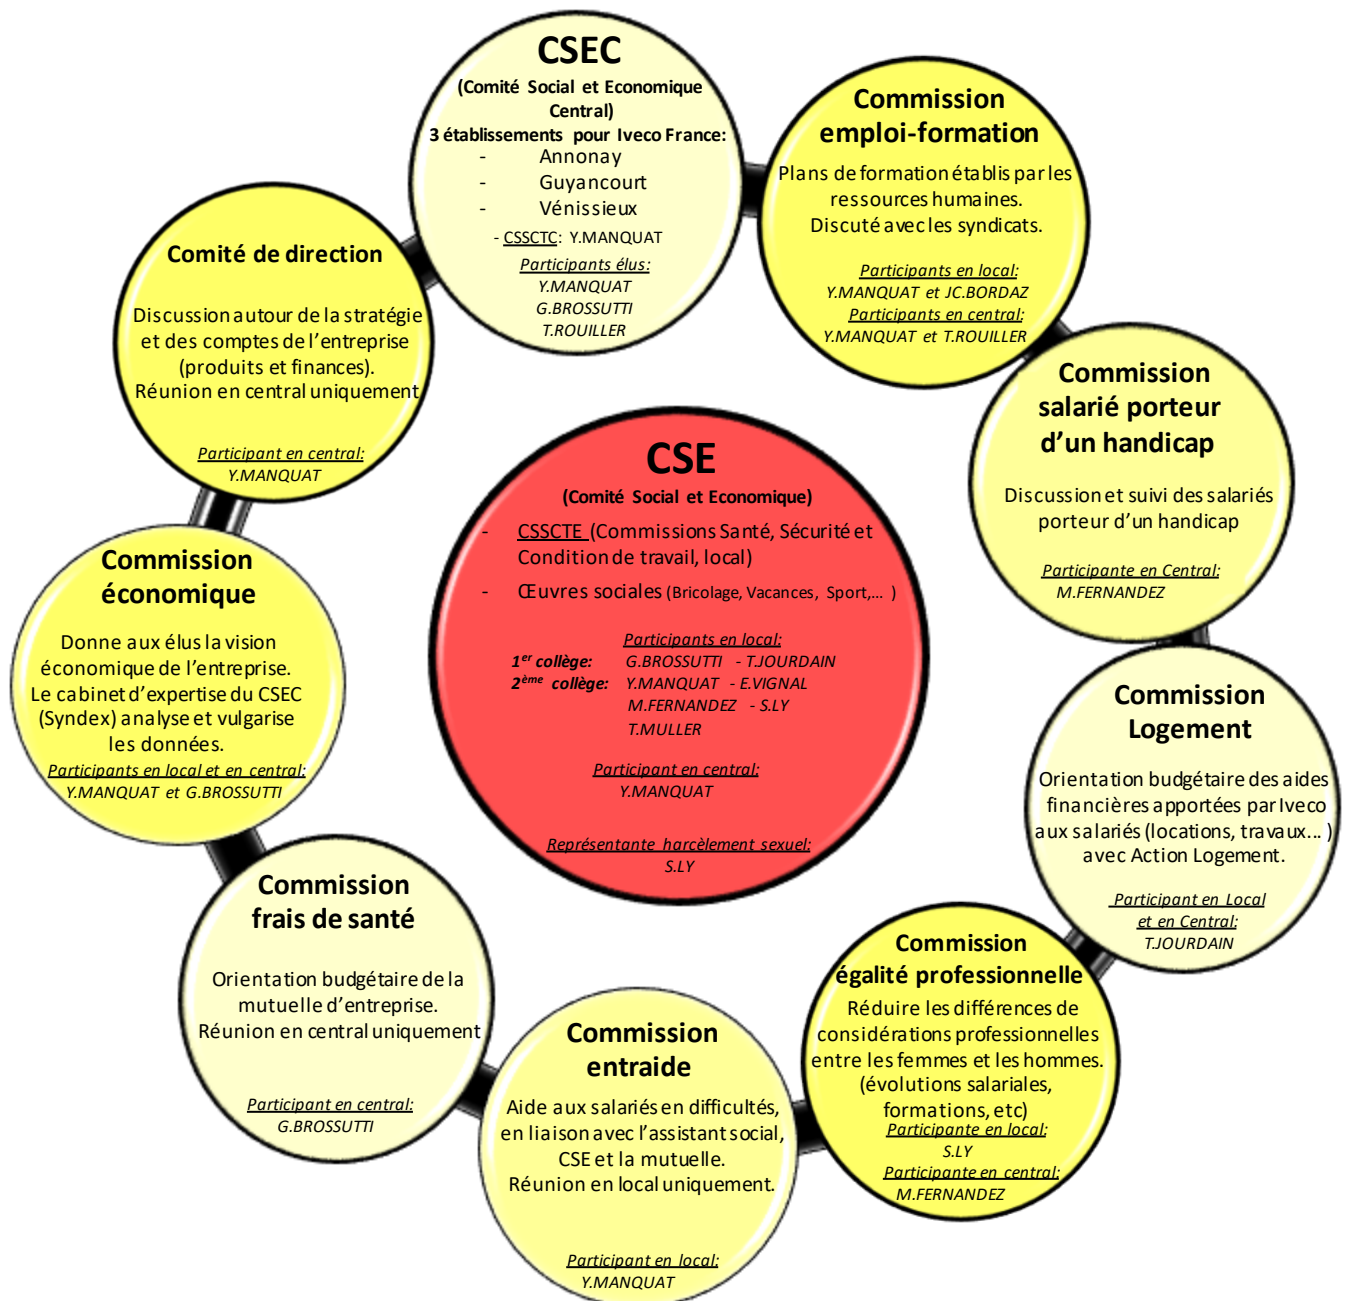 CSEC
(Comité Social et Economique
Central)
3 établissements pour Iveco France:
- Annonay
- Guyancourt
- Vénissieux
- CSSCTC: Y.MANQUAT
Participants élus:
Y.MANQUAT
G.BROSSUTTI
T.ROUILLER
Commission
emploi-formation
Plans de formation établis par les
ressources humaines.
Discuté avec les syndicats.
Participants en local:
Y.MANQUAT et JC.BORDAZ
Participants en central:
Y.MANQUAT et T.ROUILLER
Comité de direction
Discussion autour de la stratégie
et des comptes de l'entreprise
(produits et finances).
Réunion en central uniquement
Participant en central:
Y.MANQUAT
Commission
salarié porteur
d'un handicap
Discussion et suivi des salariés
porteur d'un handicap
Participante en Central:
M.FERNANDEZ
CSE
(Comité Social et Economique)
- CSSCTE (Commissions Santé, Sécurité et
Condition de travail, local)
- Œuvres sociales (Bricolage, Vacances, Sport,... )
Participants en local:
1er collège: G.BROSSUTTI - T.JOURDAIN
2ème collège: Y.MANQUAT - E.VIGNAL
M.FERNANDEZ - S.LY
T.MULLER
Participant en central:
Y.MANQUAT
Représentante harcèlement sexuel:
S.LY
Commission
économique
Donne aux élus la vision
économique de l'entreprise.
Le cabinet d'expertise du CSEC
(Syndex) analyse et vulgarise
les données.
Participants en local et en central:
Y.MANQUAT et G.BROSSUTTI
Commission
Logement
Orientation budgétaire des aides
financières apportées par Iveco
aux salariés (locations, travaux... )
avec Action Logement.
Participant en Local
et en Central:
T.JOURDAIN
Commission
frais de santé
Orientation budgétaire de la
mutuelle d'entreprise.
Réunion en central uniquement
Participant en central:
G.BROSSUTTI
Commission
égalité professionnelle
Réduire les différences de
considérations professionnelles
entre les femmes et les hommes.
(évolutions salariales,
formations, etc)
Participante en local:
S.LY
Participante en central:
M.FERNANDEZ
Commission
entraide
Aide aux salariés en difficultés,
en liaison avec l'assistant social,
CSE et la mutuelle.
Réunion en local uniquement.
Participant en local:
Y.MANQUAT